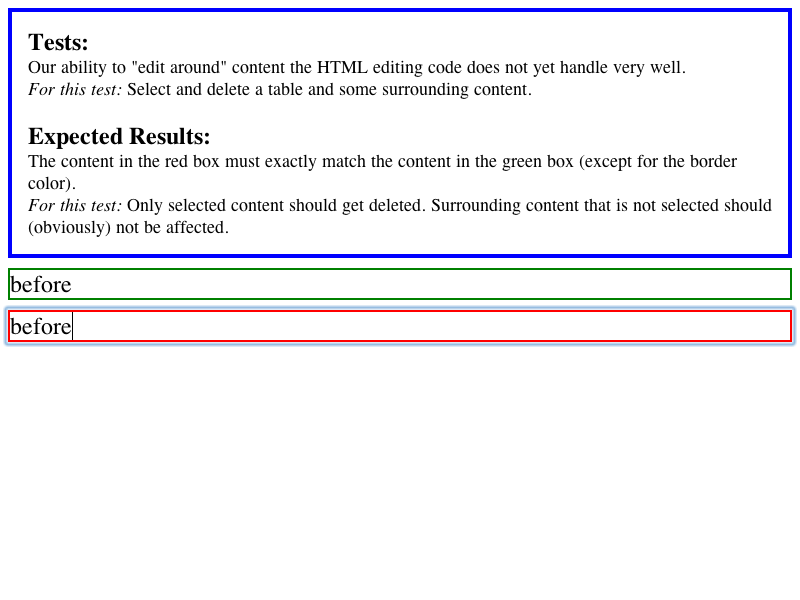 Tests:
Our ability to "edit around" content the HTML editing code does not yet handle very well.
For this test: Select and delete a table and some surrounding content.
Expected Results:
The content in the red box must exactly match the content in the green box (except for the border
color).
For this test: Only selected content should get deleted. Surrounding content that is not selected should
(obviously) not be affected.
before
before